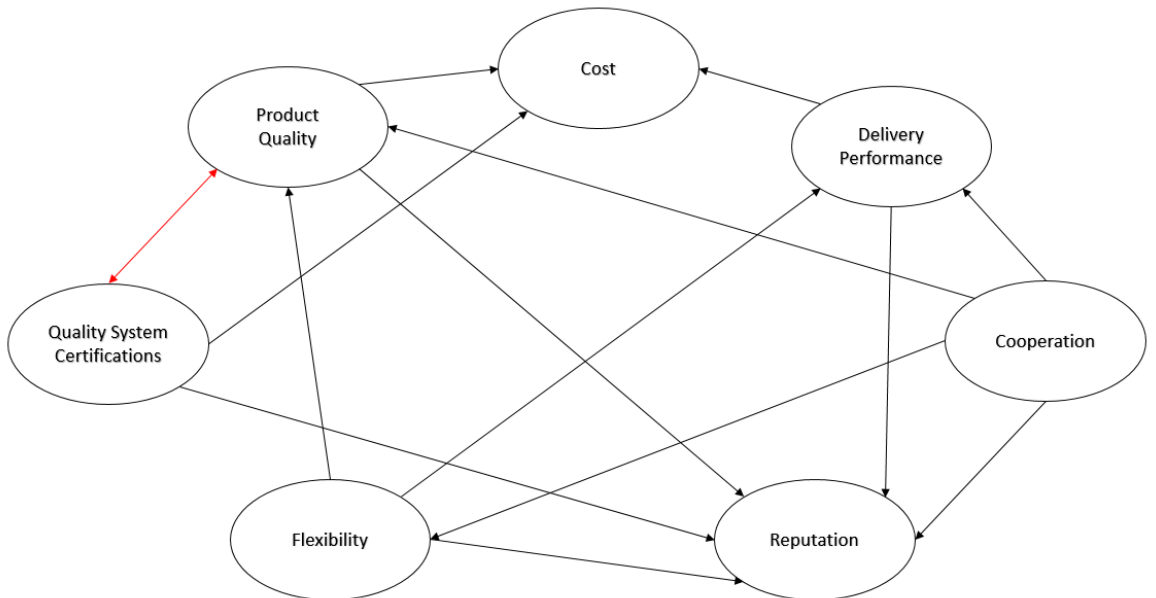 Cost
Product
Quality
Delivery
Performance
Quality System
Certifications
Cooperation
Flexibility
Reputation